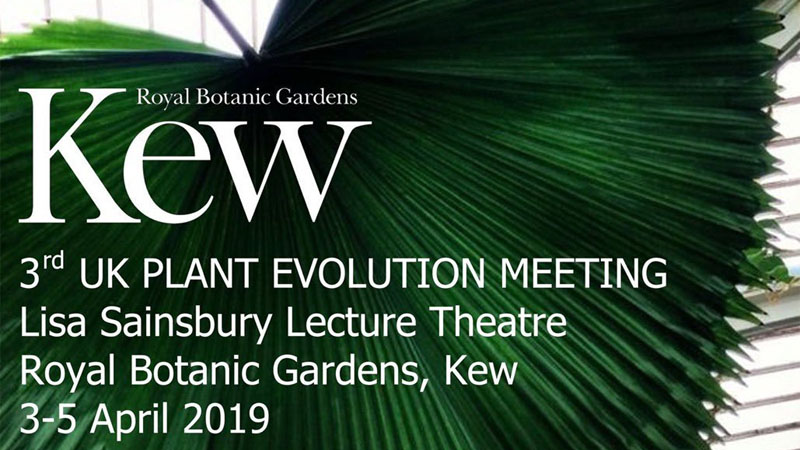 Royal Botanic Gardens
Kew
3rd UK PLANT EVOLUTION MEETING
Lisa Sainsbury Lecture Theatre
Royal Botanic Gardens, Kew
3-5 April 2019